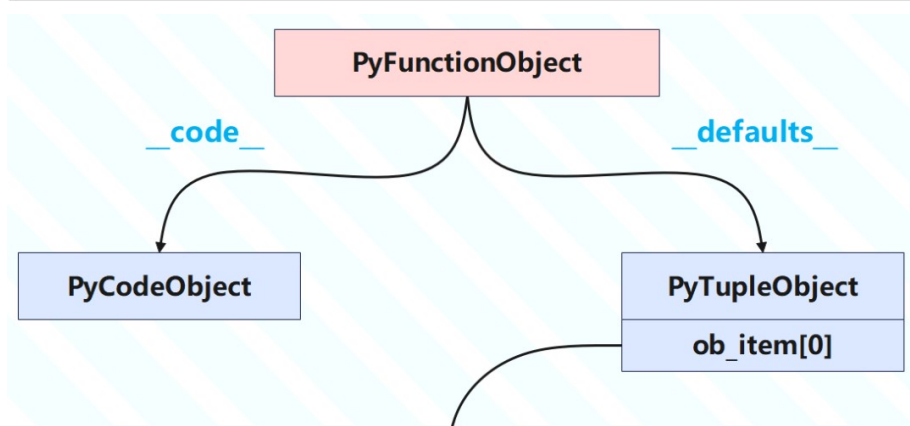 PyFunctionObject
__code__
__defaults__
PyCodeObject
PyTupleObject
ob_item[0]